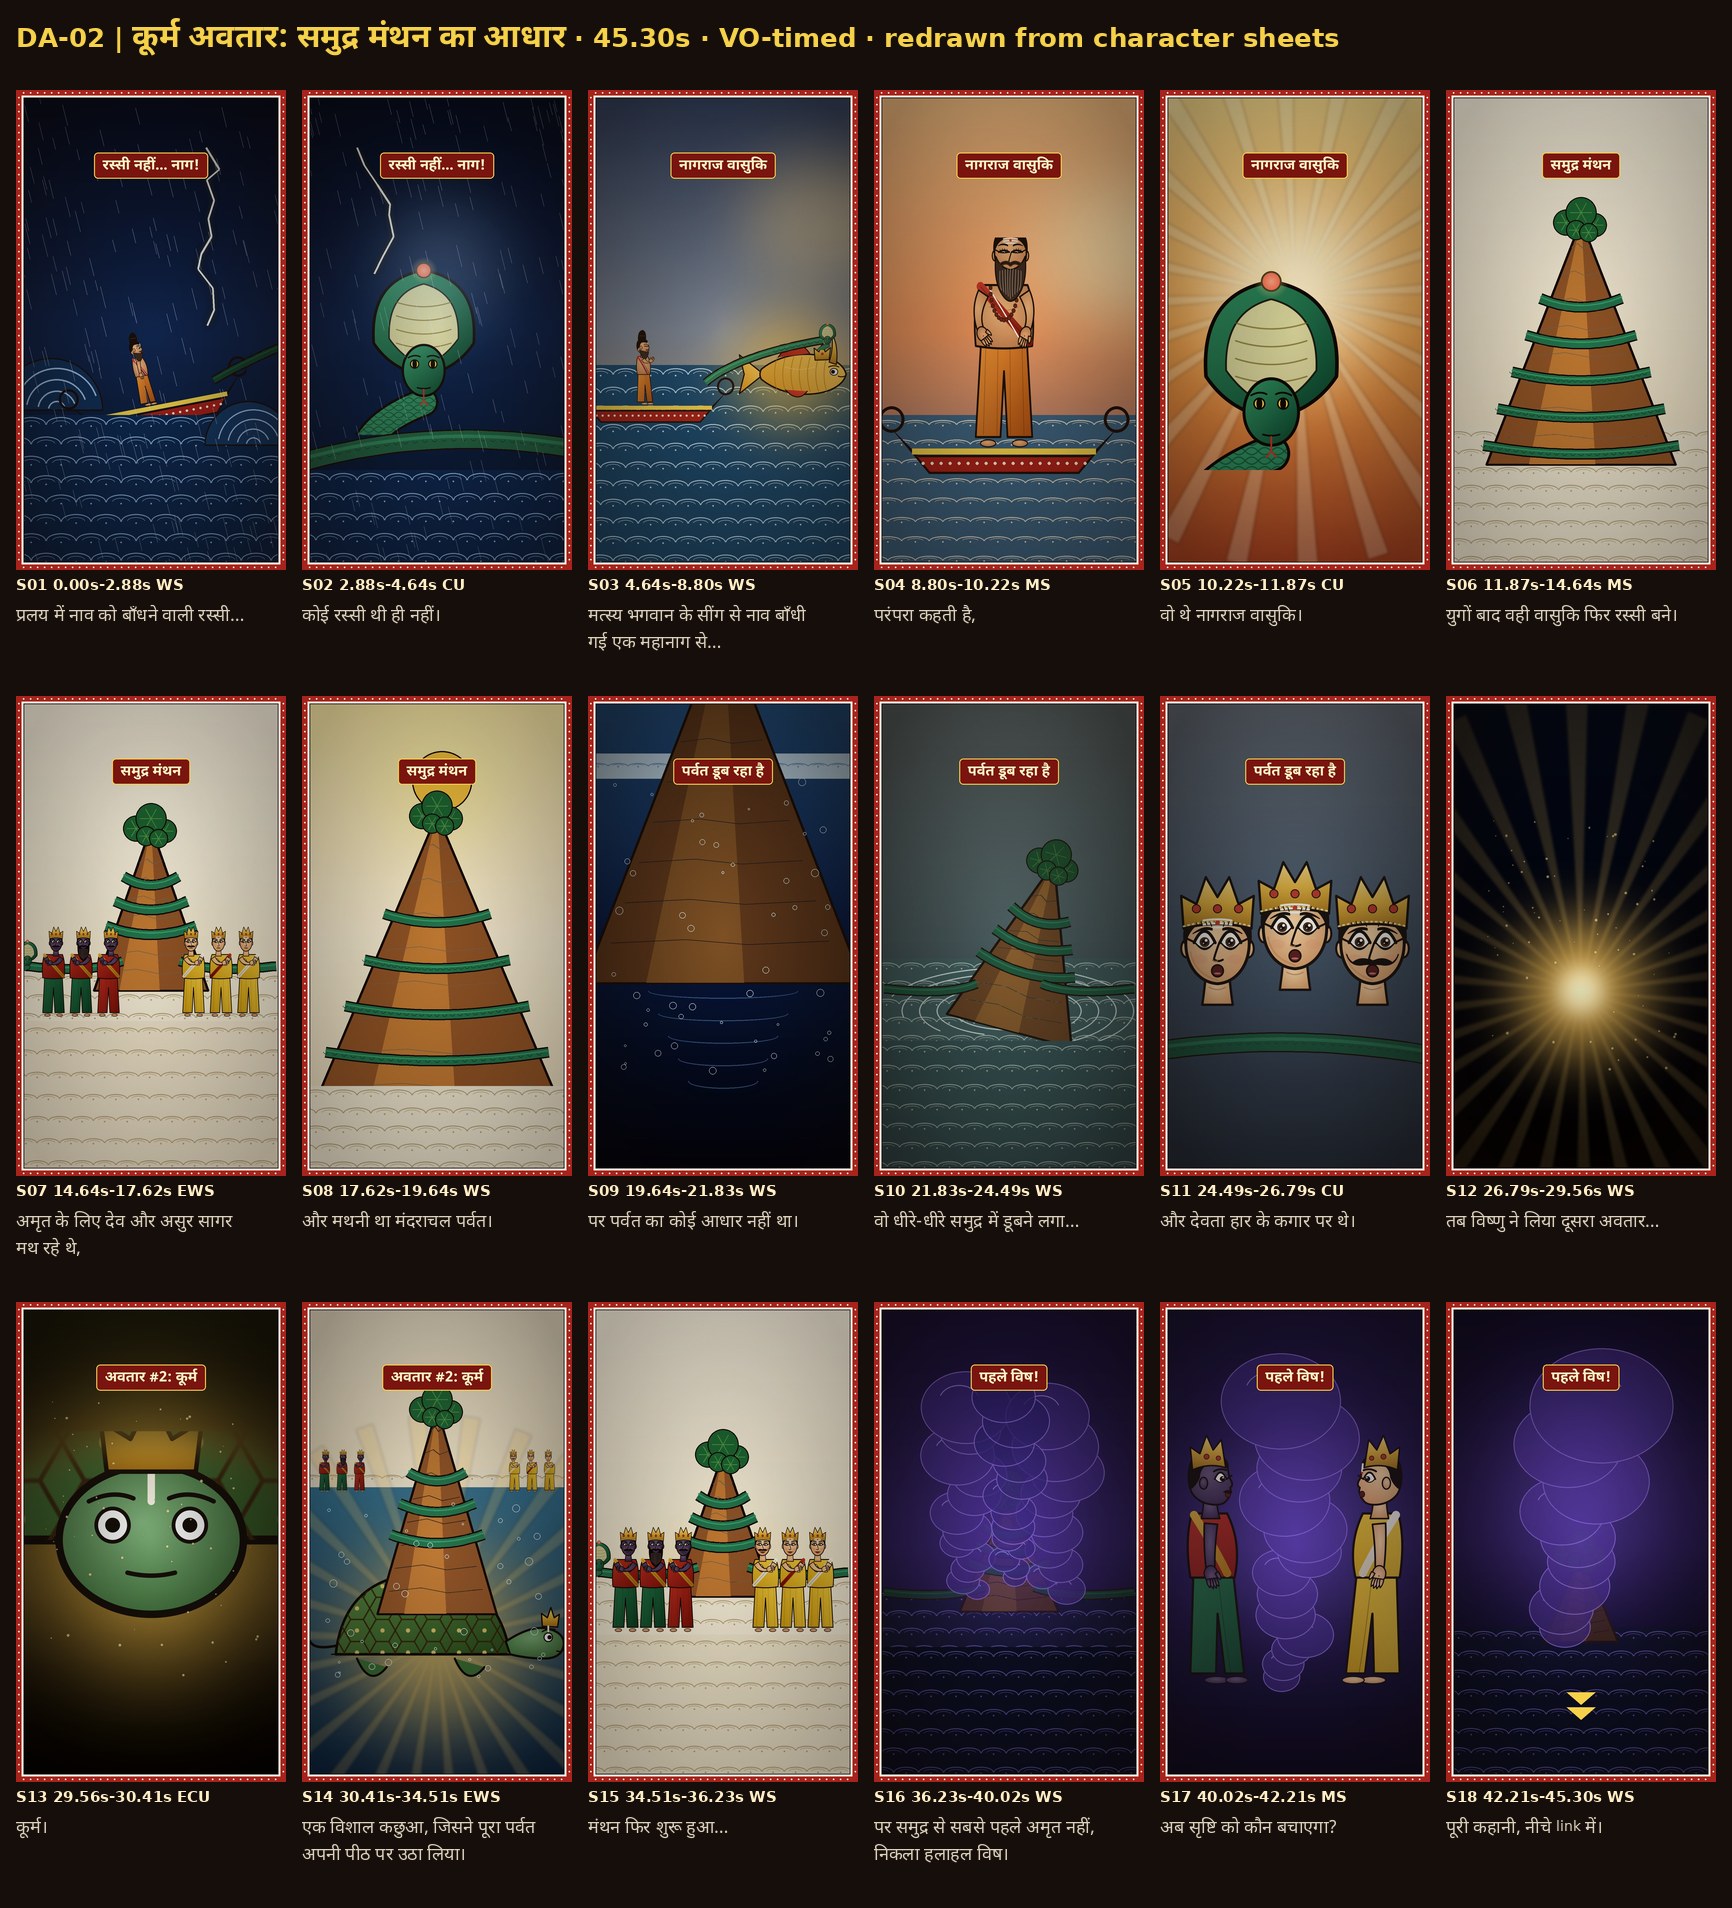 DA-02 | कूर्म अवतार: समुद्र मंथन का आधार · 45.30s · VO-timed · redrawn from character sheets
रस्सी नहीं... नाग!
रस्सी नहीं... नाग!
नागराज वासुकि
नागराज वासुकि
नागराज वासुकि
समुद्र मंथन
S01 0.00s-2.88s WS
प्रलय में नाव को बाँधने वाली रस्सी...
S02 2.88s-4.64s CU
कोई रस्सी थी ही नहीं।
S03 4.64s-8.80s WS
मत्स्य भगवान के सींग से नाव बाँधी
गई एक महानाग से...
S04 8.80s-10.22s MS
परंपरा कहती है,
S05 10.22s-11.87s CU
वो थे नागराज वासुकि।
S06 11.87s-14.64s MS
युगों बाद वही वासुकि फिर रस्सी बने।
समुद्र मंथन
समुद्र मंथन
पर्वत डूब रहा है
पर्वत डूब रहा है
पर्वत डूब रहा है
S07 14.64s-17.62s EWS
अमृत के लिए देव और असुर सागर
मथ रहे थे,
S08 17.62s-19.64s WS
और मथनी था मंदराचल पर्वत।
S09 19.64s-21.83s WS
पर पर्वत का कोई आधार नहीं था।
S10 21.83s-24.49s WS
वो धीरे-धीरे समुद्र में डूबने लगा...
S11 24.49s-26.79s CU
और देवता हार के कगार पर थे।
S12 26.79s-29.56s WS
तब विष्णु ने लिया दूसरा अवतार...
अवतार #2: कूर्म
अवतार #2: कूर्म
पहले विष!
पहले विष!
पहले विष!
S13 29.56s-30.41s ECU
कूर्म।
S14 30.41s-34.51s EWS
एक विशाल कछुआ, जिसने पूरा पर्वत
अपनी पीठ पर उठा लिया।
S15 34.51s-36.23s WS
मंथन फिर शुरू हुआ...
S16 36.23s-40.02s WS
पर समुद्र से सबसे पहले अमृत नहीं,
निकला हलाहल विष।
S17 40.02s-42.21s MS
अब सृष्टि को कौन बचाएगा?
S18 42.21s-45.30s WS
पूरी कहानी, नीचे link में।